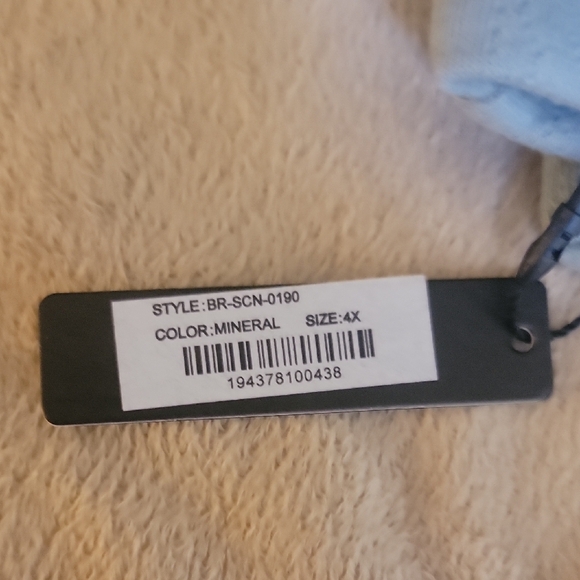 STYLE:BR-SCN-0190
COLOR:MINERAL SIZE:4X
194378100438